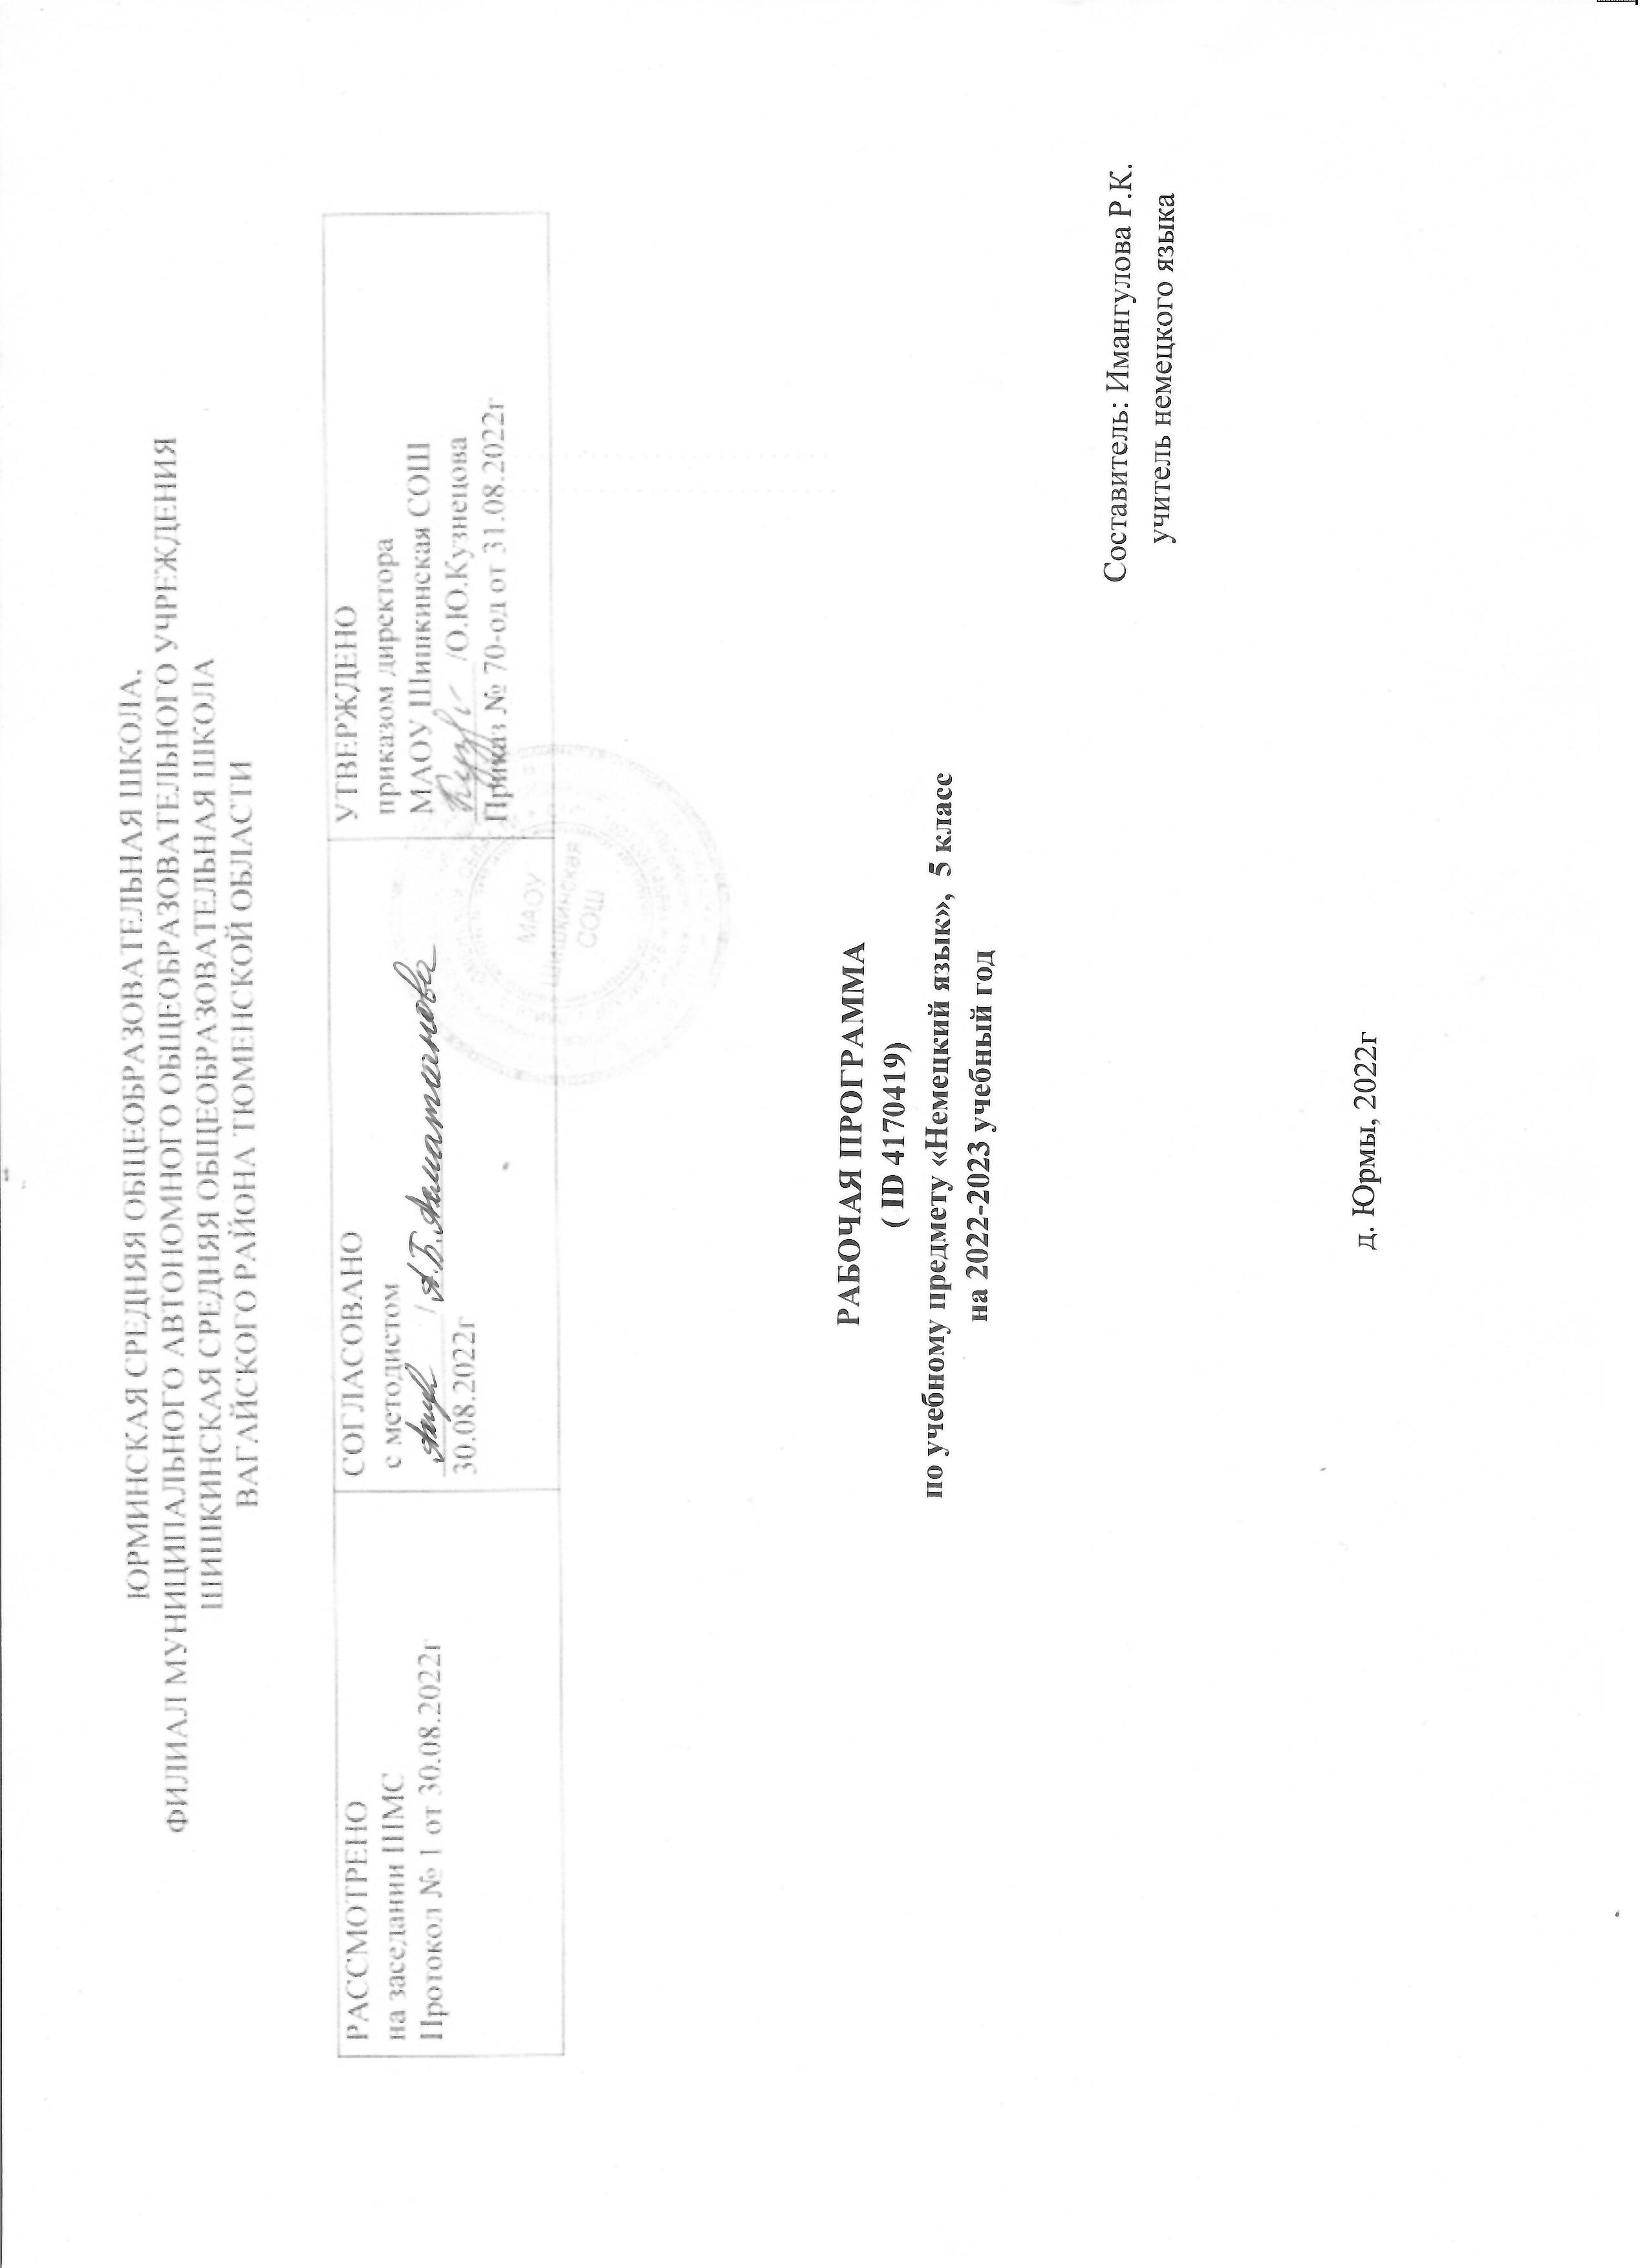 ЮРМИНСКАЯ СРЕДНЯЯ ОБЩЕОБРАЗОВАТЕЛЬНАЯ ШКОЛА,
ФИЛИАЛ МУНИЦИПАЛЬНОГО АВТОНОМНОГО ОБЩЕОБРАЗОВАТЕЛЬНОГО УЧРЕЖДЕНИЯ
ШИШКИНСКАЯ СРЕДНЯЯ ОБЩЕОБРАЗОВАТЕЛЬНАЯ ШКОЛА
ВАГАЙСКОГО РАЙОНА ТЮМЕНСКОЙ ОБЛАСТИ
РАССМОТРЕНО
на заседании ШМС
Протокол № 1 от 30.08.2022г
СОГЛАСОВАНО
с методистом
/ А.Б.
30.08.2022г
УТВЕРЖДЕНО
приказом директора
МАОУ Шишкинская СОШ
/О.Ю.Кузнецова
Приказ № 70-од от 31.08.2022г
МАОУ
Шишкинская
СОШ
РАБОЧАЯ ПРОГРАММА
( ID 4170419)
по учебному предмету «Немецкий язык», 5 класс
на 2022-2023 учебный год
Составитель: Имангулова Р.К.
учитель немецкого языка
д. Юрмы, 2022г